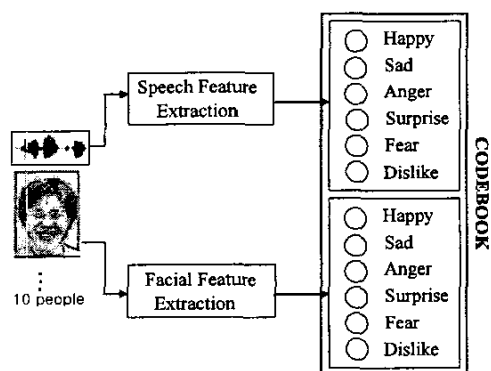 Speech Feature
Extraction
Happy
Sad
Anger
Surprise
Fear
Dislike
CODEBOOK
10 people
Facial Feature
Extraction
Happy
Sad
Anger
Surprise
Fear
Dislike